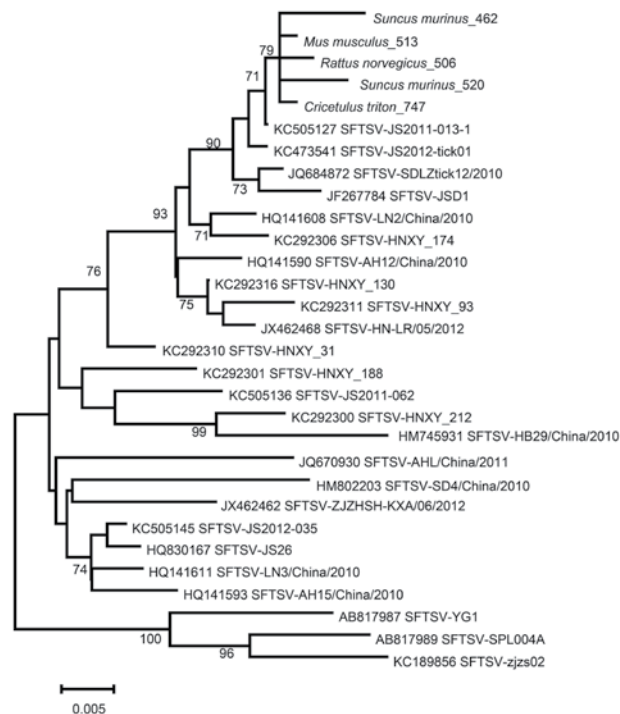 Suncus murinus_462
Mus musculus_513
79
Rattus norvegicus_506
71
Suncus murinus_520
Cricetulus triton_747
KC505127 SFTSV-JS2011-013-1
90
KC473541 SFTSV-JS2012-tick01
JQ684872 SFTSV-SDLZtick12/2010
73
JF267784 SFTSV-JSD1
93
HQ141608 SFTSV-LN2/China/2010
71
KC292306 SFTSV-HNXY_174
HQ141590 SFTSV-AH12/China/2010
76
KC292316 SFTSV-HNXY_130
75
KC292311 SFTSV-HNXY_93
JX462468 SFTSV-HN-LR/05/2012
KC292310 SFTSV-HNXY_31
KC292301 SFTSV-HNXY_188
KC505136 SFTSV-JS2011-062
KC292300 SFTSV-HNXY_212
99
HM745931 SFTSV-HB29/China/2010
JQ670930 SFTSV-AHL/China/2011
HM802203 SFTSV-SD4/China/2010
JX462462 SFTSV-ZJZHSH-KXA/06/2012
KC505145 SFTSV-JS2012-035
HQ830167 SFTSV-JS26
74
HQ141611 SFTSV-LN3/China/2010
HQ141593 SFTSV-AH15/China/2010
AB817987 SFTSV-YG1
100
AB817989 SFTSV-SPL004A
96
KC189856 SFTSV-zjzs02
0.005